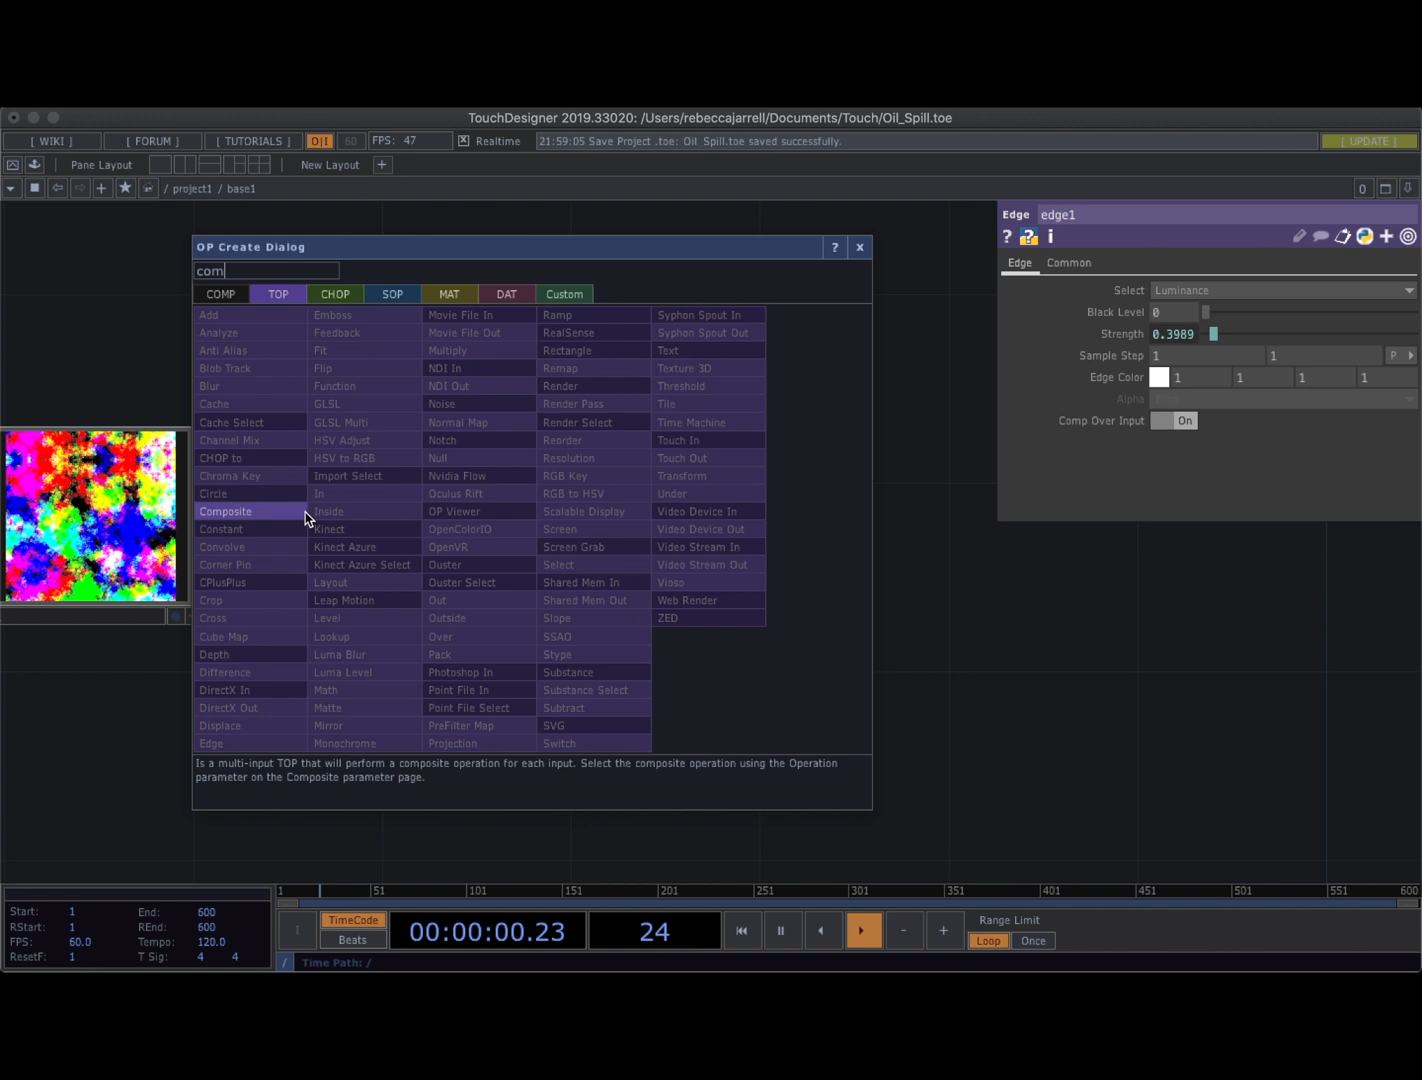 TouchDesigner 2019.33020: /Users/rebeccajarrell/Documents/Touch/Oil_Spill.toe
[ WIKI ] [ FORUM ] [ TUTORIALS ] O|I 60 FPS: 47 Realtime 21:59:05 Save Project .toe: Oil_Spill.toe saved successfully. [ UPDATE ]
Pane Layout New Layout +
/ project1 / base1 0
Edge edge1
OP Create Dialog ? x
com
COMP TOP CHOP SOP MAT DAT Custom
Add Emboss Movie File In Ramp Syphon Spout In
Analyze Feedback Movie File Out RealSense Syphon Spout Out
Anti Alias Fit Multiply Rectangle Text
Blob Track Flip NDI In Remap Texture 3D
Blur Function NDI Out Render Threshold
Cache GLSL Noise Render Pass Tile
Cache Select GLSL Multi Normal Map Render Select Time Machine
Channel Mix HSV Adjust Notch Reorder Touch In
CHOP to HSV to RGB Null Resolution Touch Out
Chroma Key Import Select Nvidia Flow RGB Key Transform
Circle In Oculus Rift RGB to HSV Under
Composite Inside OP Viewer Scalable Display Video Device In
Constant Kinect OpenColorIO Screen Video Device Out
Convolve Kinect Azure OpenVR Screen Grab Video Stream In
Corner Pin Kinect Azure Select Ouster Select Video Stream Out
CPlusPlus Layout Ouster Select Shared Mem In Vioso
Crop Leap Motion Out Shared Mem Out Web Render
Cross Level Outside Slope ZED
Cube Map Lookup Over SSAO
Depth Luma Blur Pack Stype
Difference Luma Level Photoshop In Substance
DirectX In Math Point File In Substance Select
DirectX Out Matte Point File Select Subtract
Displace Mirror PreFilter Map SVG
Edge Monochrome Projection Switch
Is a multi-input TOP that will perform a composite operation for each input. Select the composite operation using the Operation
parameter on the Composite parameter page.
? ? i
Edge Common
Select Luminance
Black Level 0
Strength 0.3989
Sample Step 1 1 P
Edge Color 1 1 1 1
Alpha
Comp Over Input On
1 51 101 151 201 251 301 351 401 451 501 551 600
Start: 1 End: 600
RStart: 1 REnd: 600
FPS: 60.0 Tempo: 120.0
ResetF: 1 T Sig: 4 4
1 TimeCode 00:00:00.23 24 - + Range Limit
Beats Loop Once
/ Time Path: /